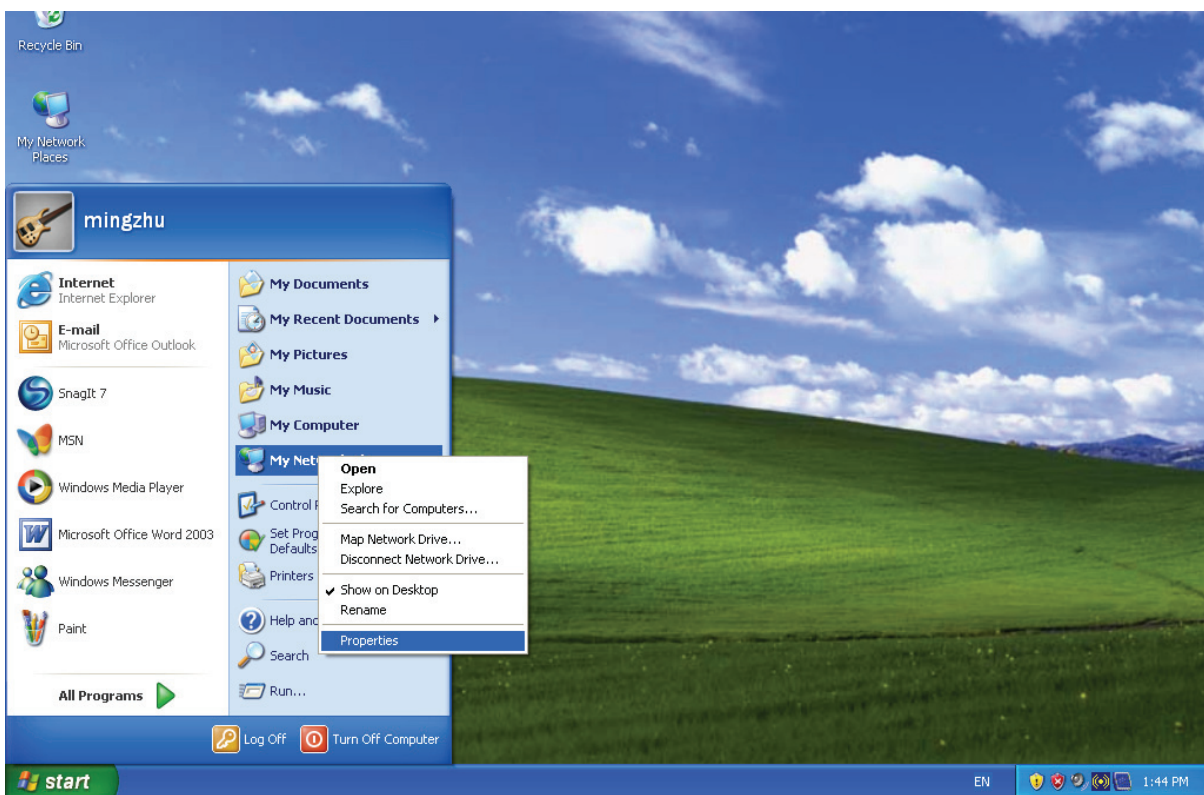 Recycle Bin
My Network
Places
mingzhu
Internet
Internet Explorer
E-mail
Microsoft Office Outlook
SnagIt 7
MSN
Windows Media Player
Microsoft Office Word 2003
Windows Messenger
Paint
All Programs
My Documents
My Recent Documents
My Pictures
My Music
My Computer
My Net
Control
Set Prog
Defaults
Printers
Help and
Search
Run...
Open
Explore
Search for Computers...
Map Network Drive...
Disconnect Network Drive...
Show on Desktop
Rename
Properties
Log Off
Turn Off Computer
start
EN
1:44 PM